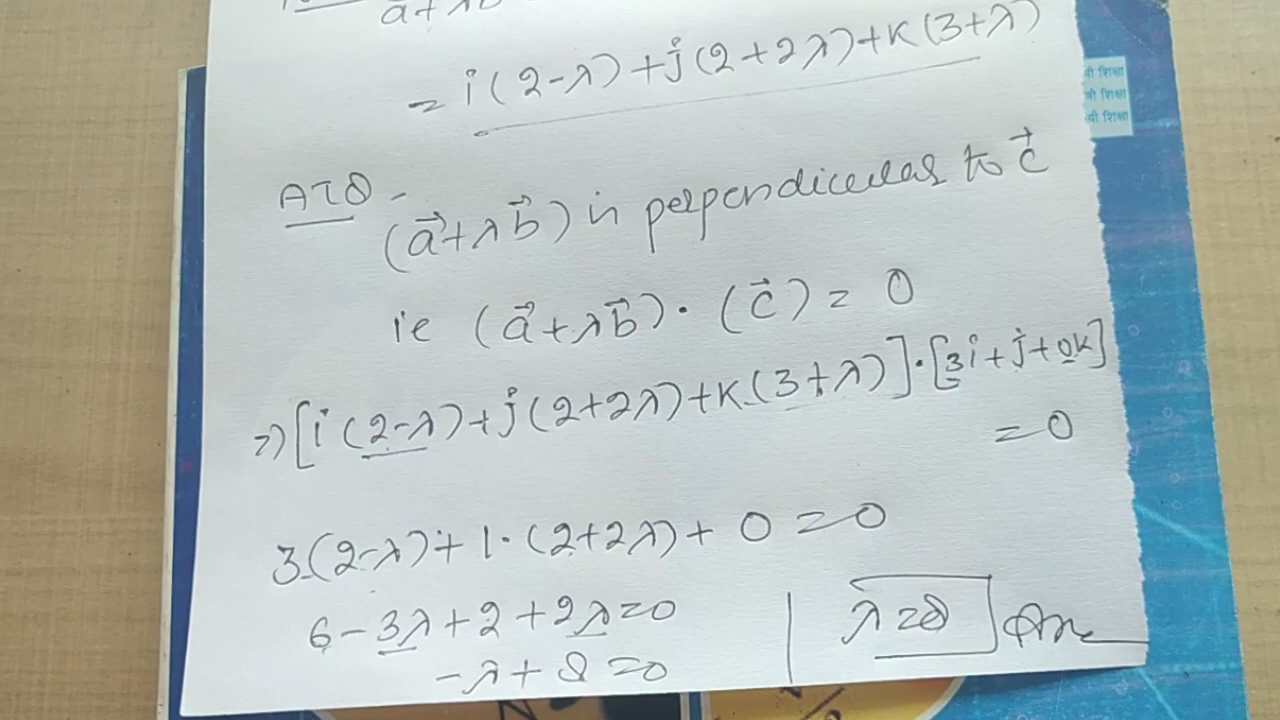 a⃗+λb
= i(2-λ)+j(2+2λ)+k(3+λ)
ATQ -
(a⃗+λb⃗) is perpendicular to c⃗
ie (a⃗+λb⃗)·(c⃗) = 0
=) [i(2-λ)+j(2+2λ)+k(3+λ)]·[3i+j+0k]
=0
3(2-λ)+1·(2+2λ)+0=0
6-3λ+2+2λ=0
-λ+8=0
λ=8 Ans
शिक्षा
शिक्षा
शिक्षा